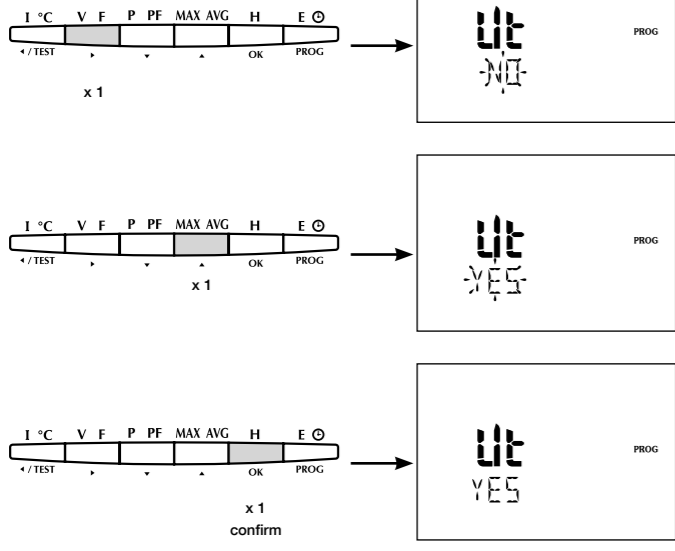 I °C V F P PF MAX AVG H E
◂ / TEST ▸ ▾ ▴ OK PROG
x 1
Ut
PROG
NO
I °C V F P PF MAX AVG H E
◂ / TEST ▸ ▾ ▴ OK PROG
x 1
Ut
PROG
YES
I °C V F P PF MAX AVG H E
◂ / TEST ▸ ▾ ▴ OK PROG
x 1
confirm
Ut
PROG
YES